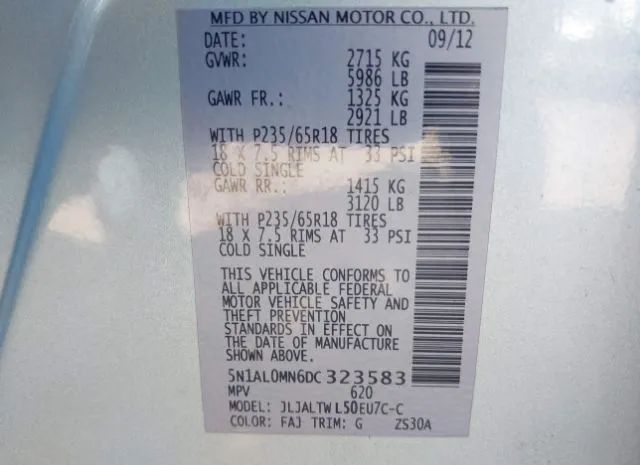 MFD BY NISSAN MOTOR CO., LTD.
DATE: 09/12
GVWR: 2715 KG
5986 LB
GAWR FR.: 1325 KG
2921 LB
WITH P235/65R18 TIRES
18 X 7.5 RIMS AT 33 PSI
COLD SINGLE
GAWR RR.: 1415 KG
3120 LB
WITH P235/65R18 TIRES
18 X 7.5 RIMS AT 33 PSI
COLD SINGLE
THIS VEHICLE CONFORMS TO
ALL APPLICABLE FEDERAL
MOTOR VEHICLE SAFETY AND
THEFT PREVENTION
STANDARDS IN EFFECT ON
THE DATE OF MANUFACTURE
SHOWN ABOVE.
5N1AL0MN6DC 323583
MPV 620
MODEL: JLJALTW L50EU7C-C
COLOR: FAJ TRIM: G ZS30A